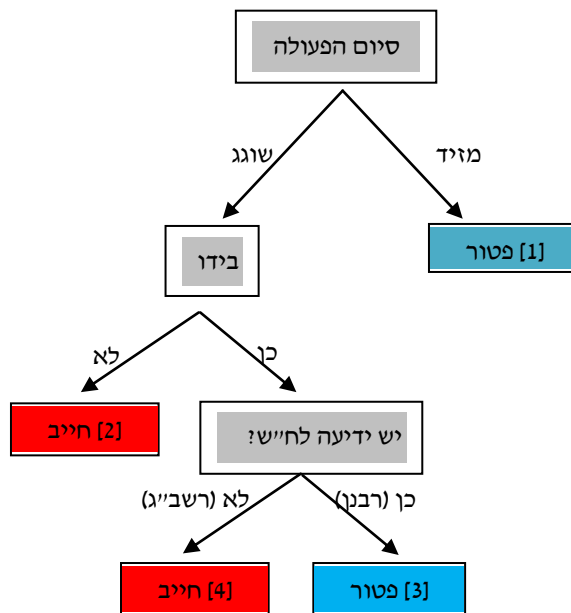 סיום הפעולה
מזיד
שוגג
[1] פטור
בידו
כן
לא
יש ידיעה לח״ש?
[2] חייב
כן (רבנן)
לא (רשב״ג)
[3] פטור
[4] חייב